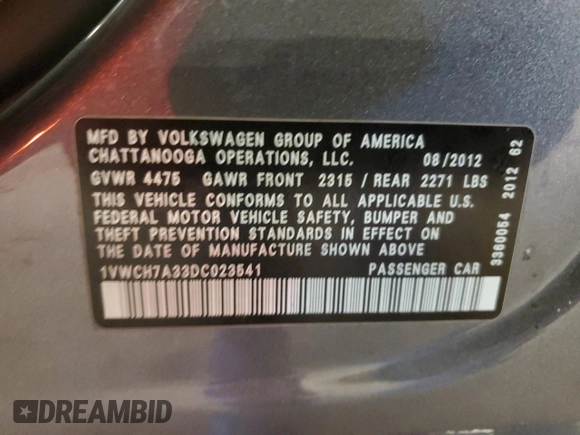 MFD BY VOLKSWAGEN GROUP OF AMERICA
CHATTANOOGA OPERATIONS, LLC. 08/2012
GVWR 4475 GAWR FRONT 2315 / REAR 2271 LBS
THIS VEHICLE CONFORMS TO ALL APPLICABLE U.S.
FEDERAL MOTOR VEHICLE SAFETY, BUMPER AND
THEFT PREVENTION STANDARDS IN EFFECT ON
THE DATE OF MANUFACTURE SHOWN ABOVE
1VWCH7A33DC023541 PASSENGER CAR
3360054 2012 62
DREAMBID